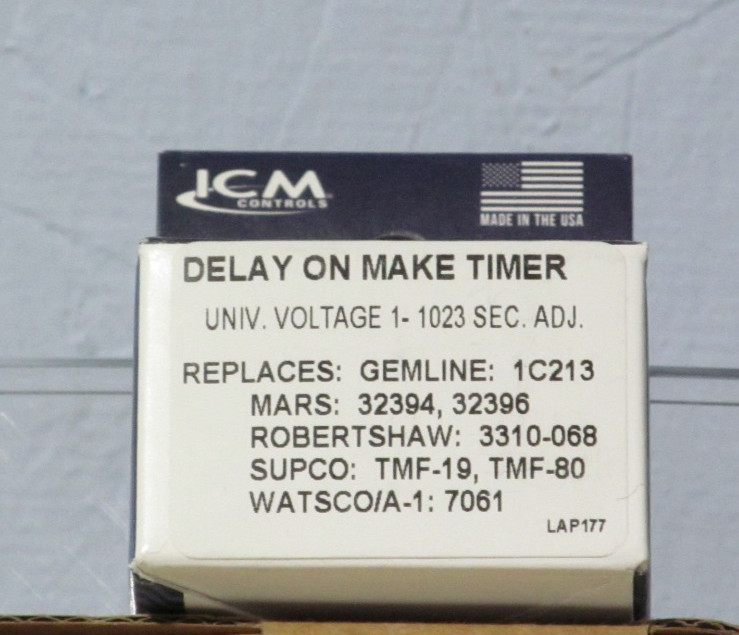 ICM
CONTROLS
MADE IN THE USA
DELAY ON MAKE TIMER
UNIV. VOLTAGE 1- 1023 SEC. ADJ.
REPLACES: GEMLINE: 1C213
MARS: 32394, 32396
ROBERTSHAW: 3310-068
SUPCO: TMF-19, TMF-80
WATSCO/A-1: 7061
LAP177